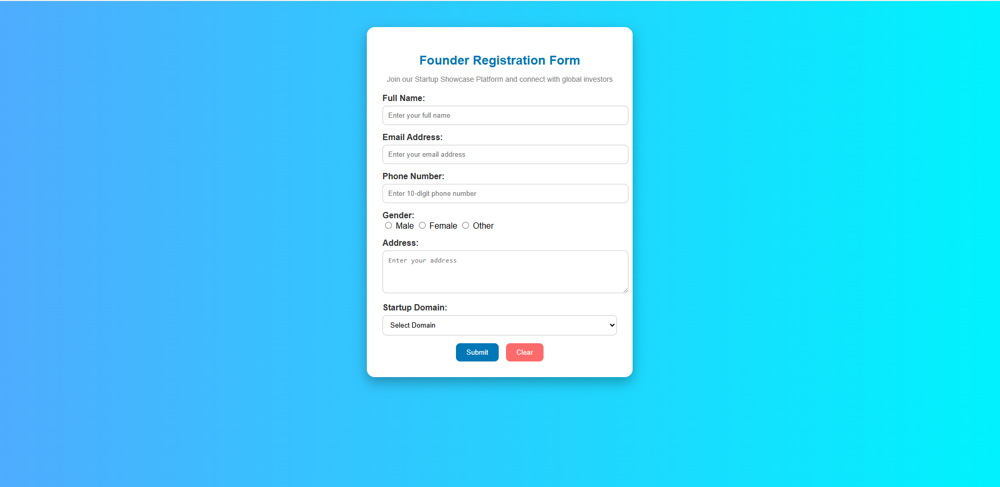 Founder Registration Form
Join our Startup Showcase Platform and connect with global investors
Full Name:
Enter your full name
Email Address:
Enter your email address
Phone Number:
Enter 10-digit phone number
Gender:
Male Female Other
Address:
Enter your address
Startup Domain:
Select Domain
Submit Clear